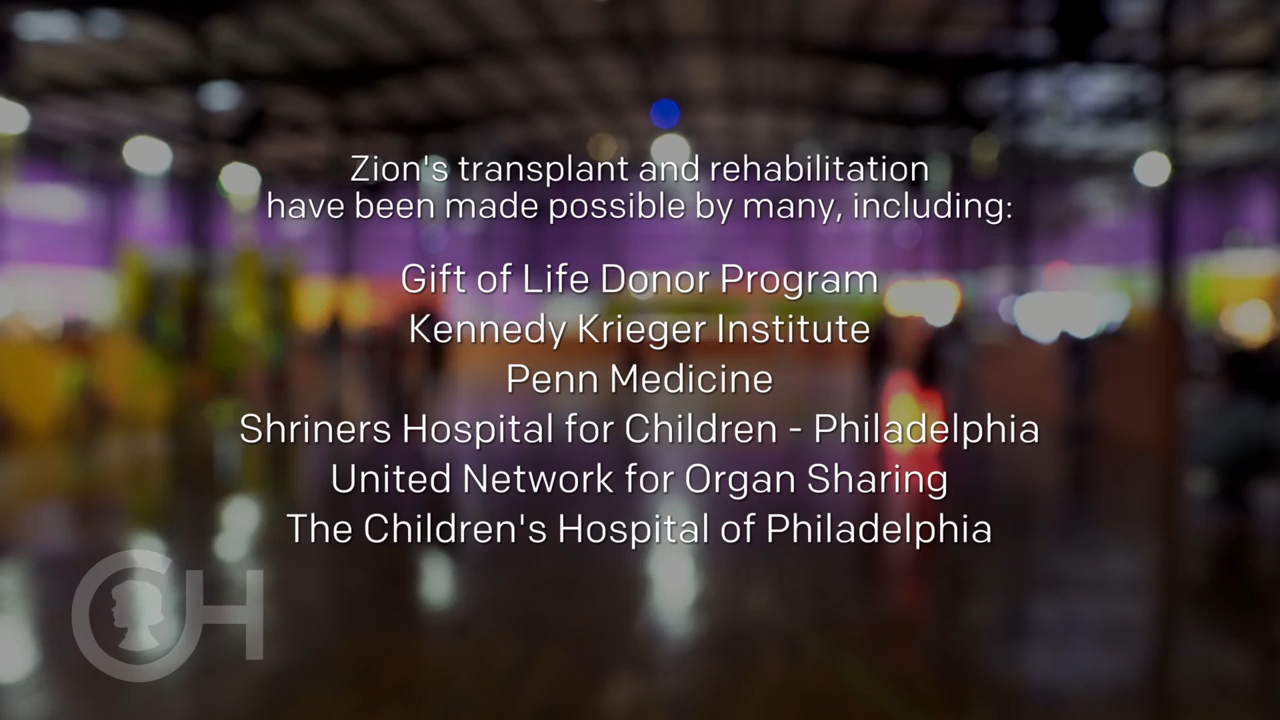 Zion's transplant and rehabilitation
have been made possible by many, including:
Gift of Life Donor Program
Kennedy Krieger Institute
Penn Medicine
Shriners Hospital for Children - Philadelphia
United Network for Organ Sharing
The Children's Hospital of Philadelphia
CH